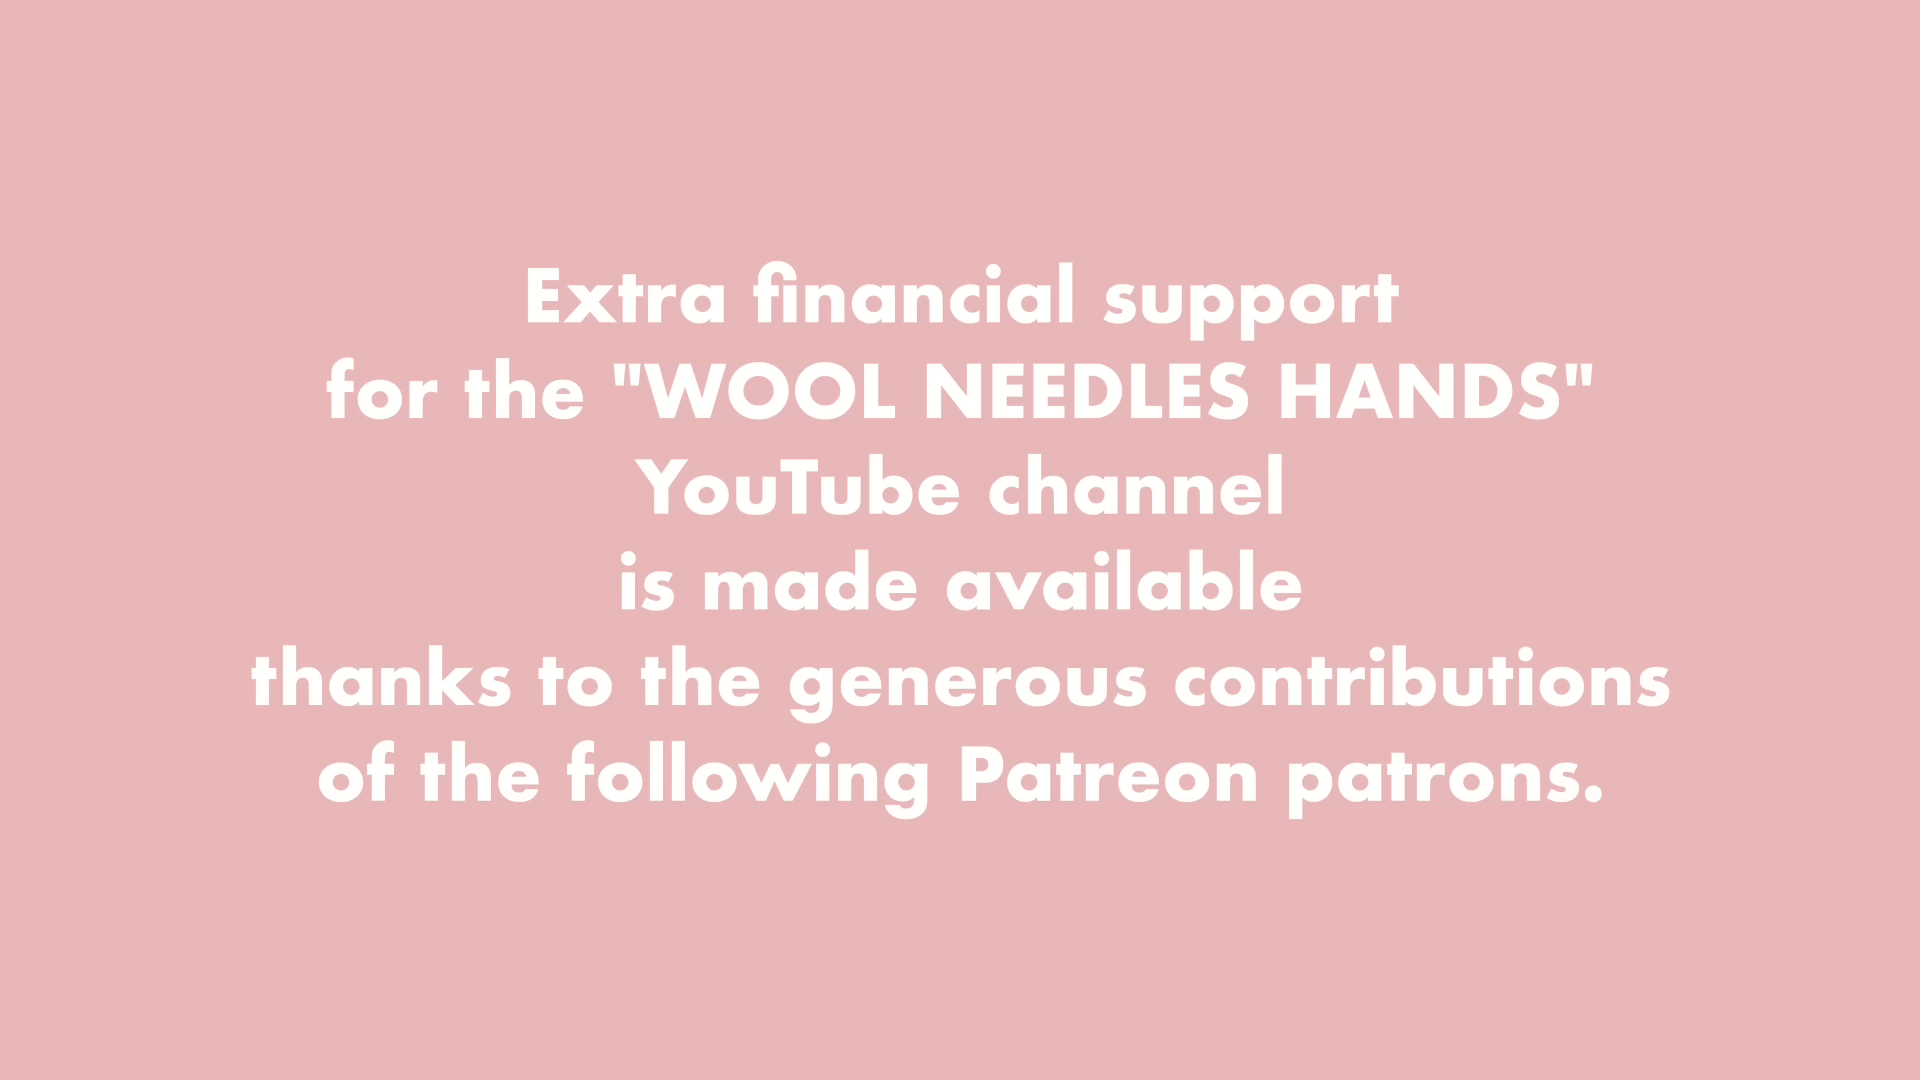 Extra financial support
for the "WOOL NEEDLES HANDS"
YouTube channel
is made available
thanks to the generous contributions
of the following Patreon patrons.